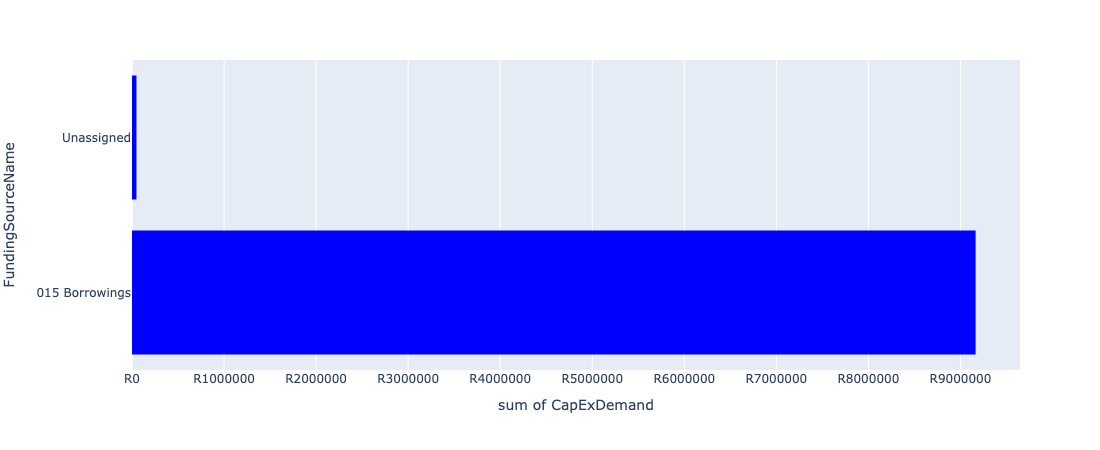 FundingSourceName
Unassigned
015 Borrowings
R0 R1000000 R2000000 R3000000 R4000000 R5000000 R6000000 R7000000 R8000000 R9000000
sum of CapExDemand